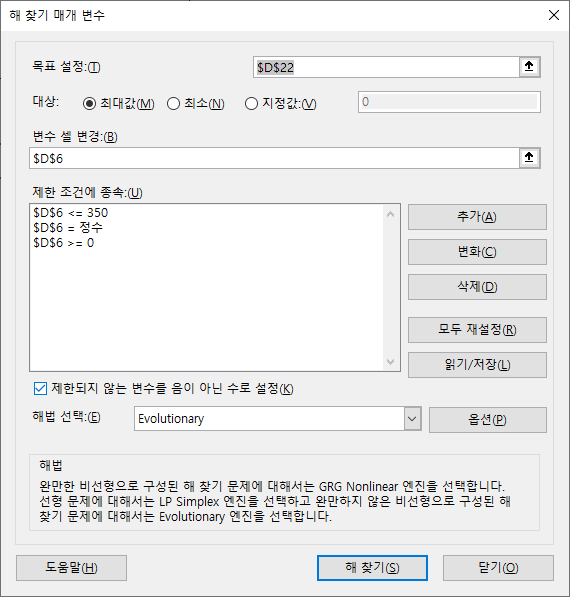 해 찾기 매개 변수
목표 설정:(T)
$D$22
대상:
최대값(M)
최소(N)
지정값:(V)
0
변수 셀 변경:(B)
$D$6
제한 조건에 종속:(U)
$D$6 <= 350
$D$6 = 정수
$D$6 >= 0
추가(A)
변화(C)
삭제(D)
모두 재설정(R)
읽기/저장(L)
제한되지 않는 변수를 음이 아닌 수로 설정(K)
해법 선택:(E)
Evolutionary
옵션(P)
해법
완만한 비선형으로 구성된 해 찾기 문제에 대해서는 GRG Nonlinear 엔진을 선택합니다.
선형 문제에 대해서는 LP Simplex 엔진을 선택하고 완만하지 않은 비선형으로 구성된 해
찾기 문제에 대해서는 Evolutionary 엔진을 선택합니다.
도움말(H)
해 찾기(S)
닫기(O)